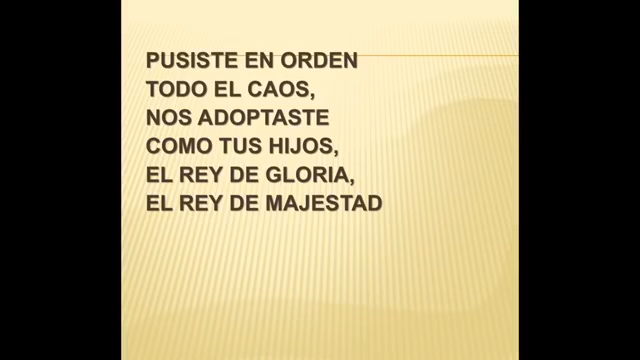 PUSISTE EN ORDEN
TODO EL CAOS,
NOS ADOPTASTE
COMO TUS HIJOS,
EL REY DE GLORIA,
EL REY DE MAJESTAD